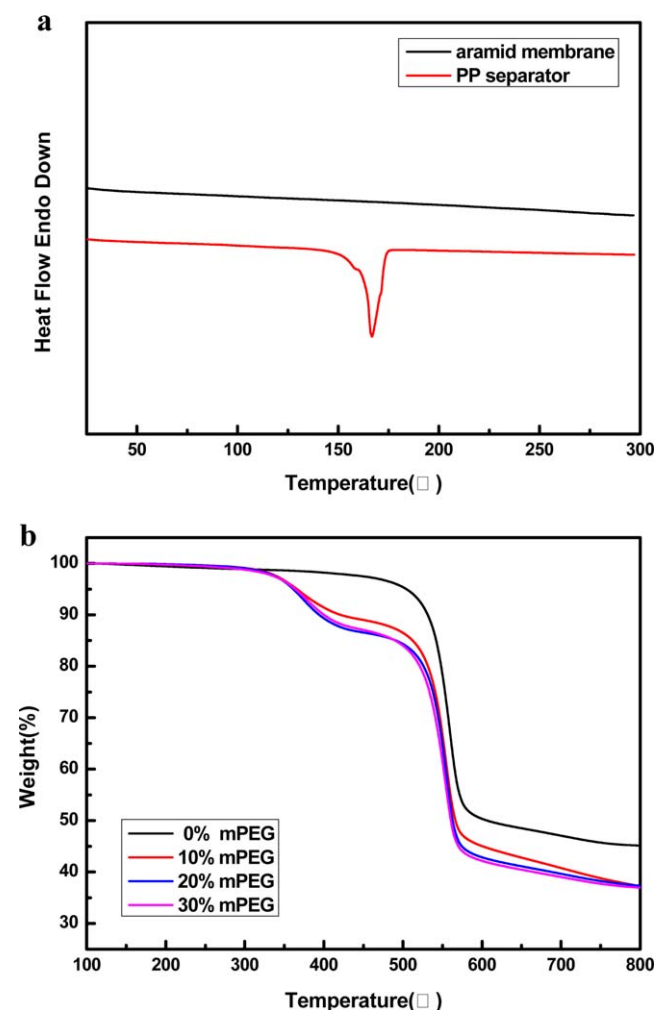 a
aramid membrane
PP separator
Heat Flow Endo Down
50 100 150 200 250 300
Temperature(□ )
b
100
90
80
70
60
50
40
30
Weight(%)
0% mPEG
10% mPEG
20% mPEG
30% mPEG
100 200 300 400 500 600 700 800
Temperature(□ )